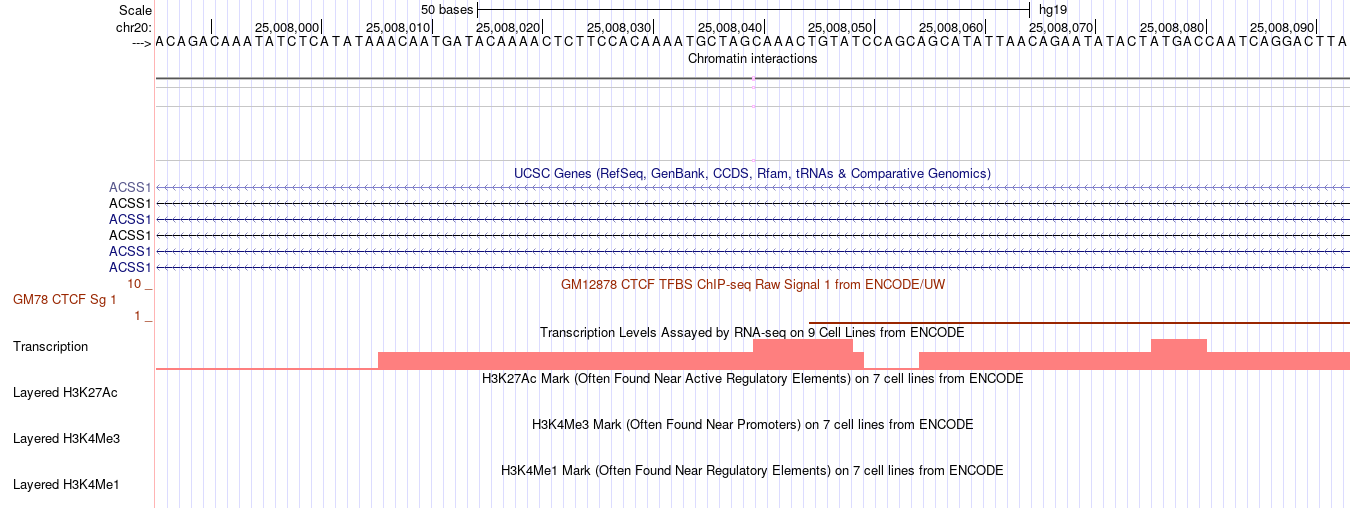 Scale 50 bases hg19
chr20: 25,008,000 25,008,010 25,008,020 25,008,030 25,008,040 25,008,050 25,008,060 25,008,070 25,008,080 25,008,090
---> ACAGACAAATATCTCATATAAACAATGATACAAAACTCTTCCACAAAATGCTAGCAAACTGTATCCAGCAGCATATTAACAGAATATACTATGACCAATCAGGACTTA
Chromatin interactions
UCSC Genes (RefSeq, GenBank, CCDS, Rfam, tRNAs & Comparative Genomics)
ACSS1
ACSS1
ACSS1
ACSS1
ACSS1
ACSS1
10 _ GM12878 CTCF TFBS ChIP-seq Raw Signal 1 from ENCODE/UW
GM78 CTCF Sg 1
1 _
Transcription Levels Assayed by RNA-seq on 9 Cell Lines from ENCODE
Transcription
H3K27Ac Mark (Often Found Near Active Regulatory Elements) on 7 cell lines from ENCODE
Layered H3K27Ac
H3K4Me3 Mark (Often Found Near Promoters) on 7 cell lines from ENCODE
Layered H3K4Me3
H3K4Me1 Mark (Often Found Near Regulatory Elements) on 7 cell lines from ENCODE
Layered H3K4Me1